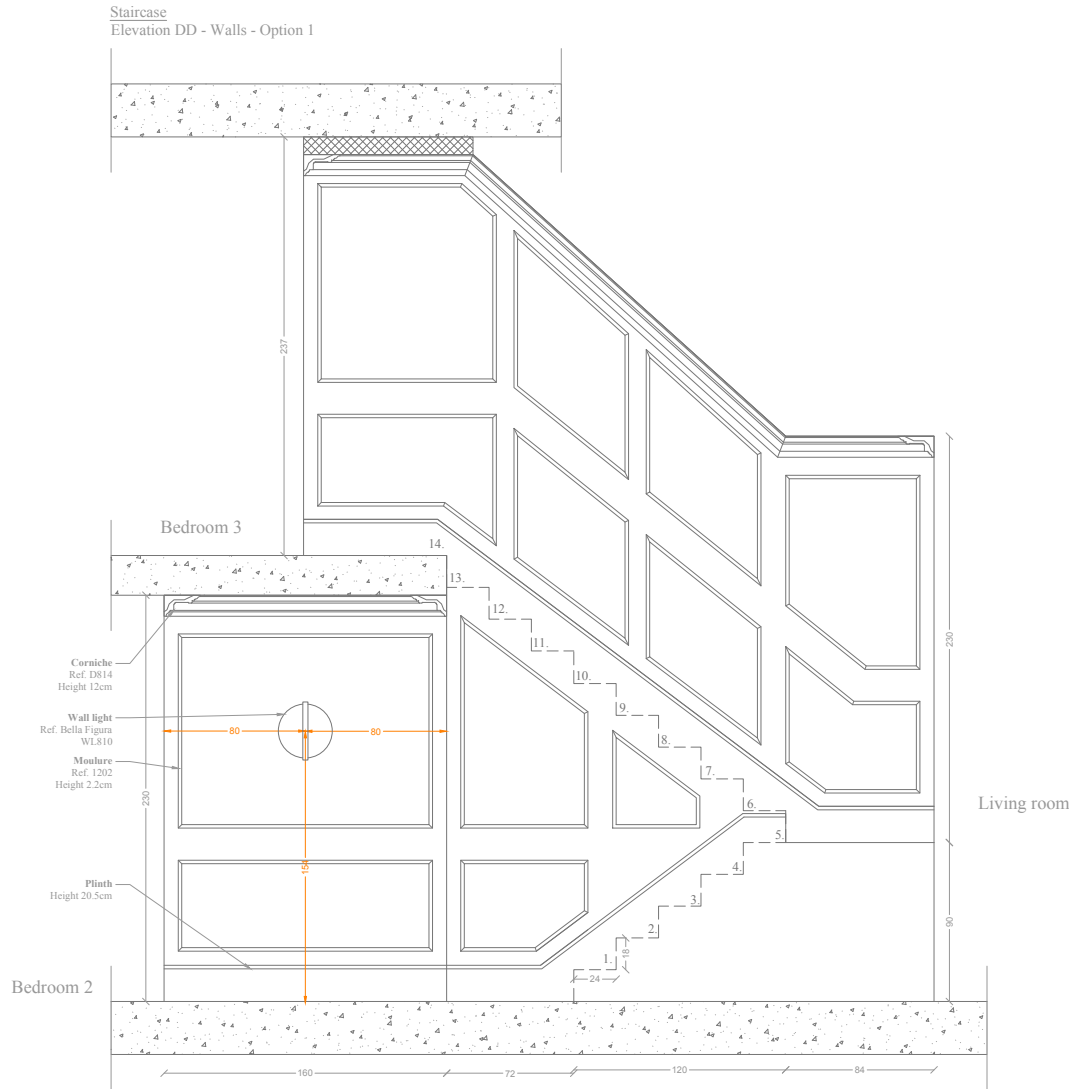 Staircase
Elevation DD - Walls - Option 1
237
Bedroom 3
14.
13.
12.
11.
10.
9.
8.
7.
6.
5.
4.
3.
2.
1.
18
24
Corniche
Ref. D814
Height 12cm
Wall light
Ref. Bella Figura
WL810
Moulure
Ref. 1202
Height 2.2cm
80
80
154
230
Plinth
Height 20.5cm
Bedroom 2
230
Living room
90
160
72
120
84